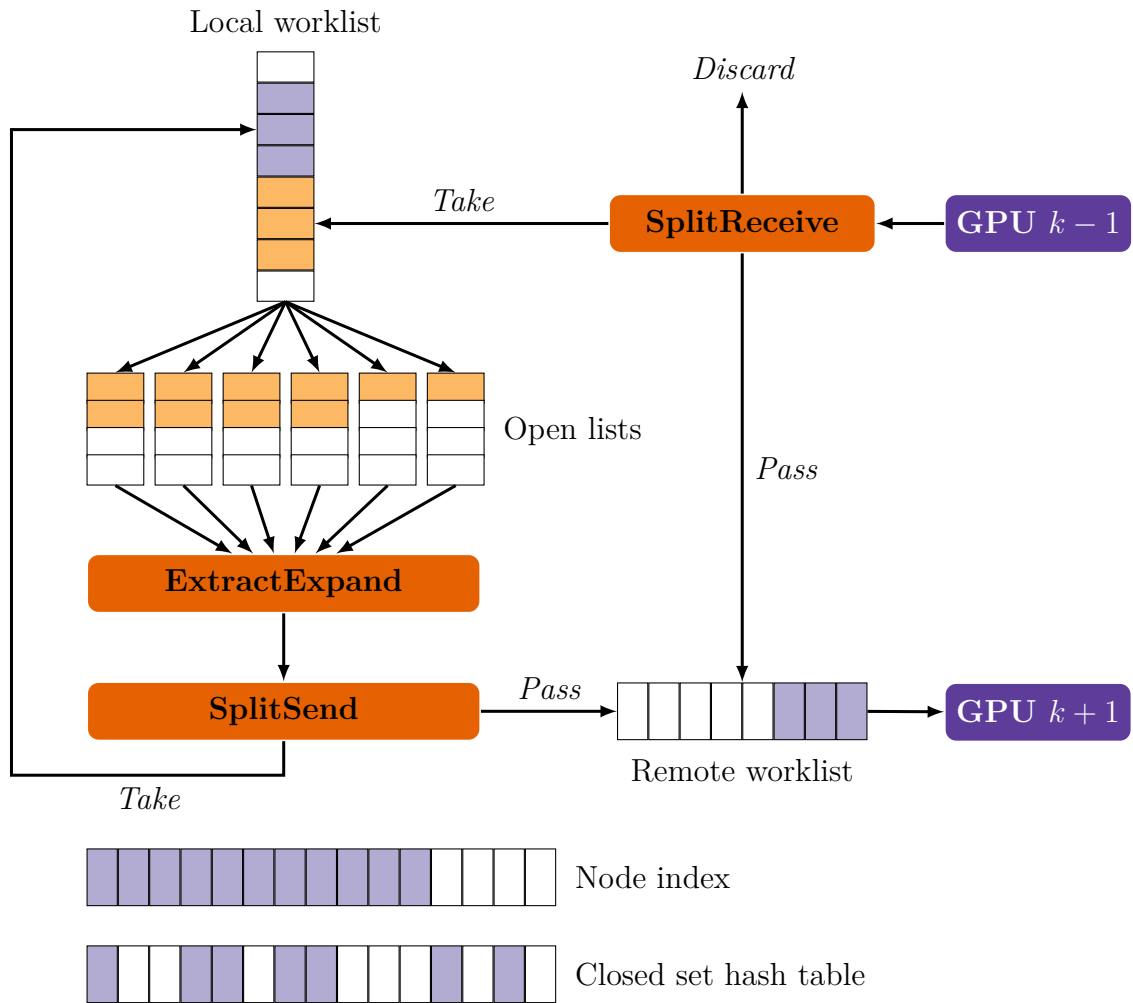 Local worklist
Discard
Take
SplitReceive
GPU k − 1
Open lists
Pass
ExtractExpand
SplitSend
Pass
GPU k + 1
Remote worklist
Take
Node index
Closed set hash table